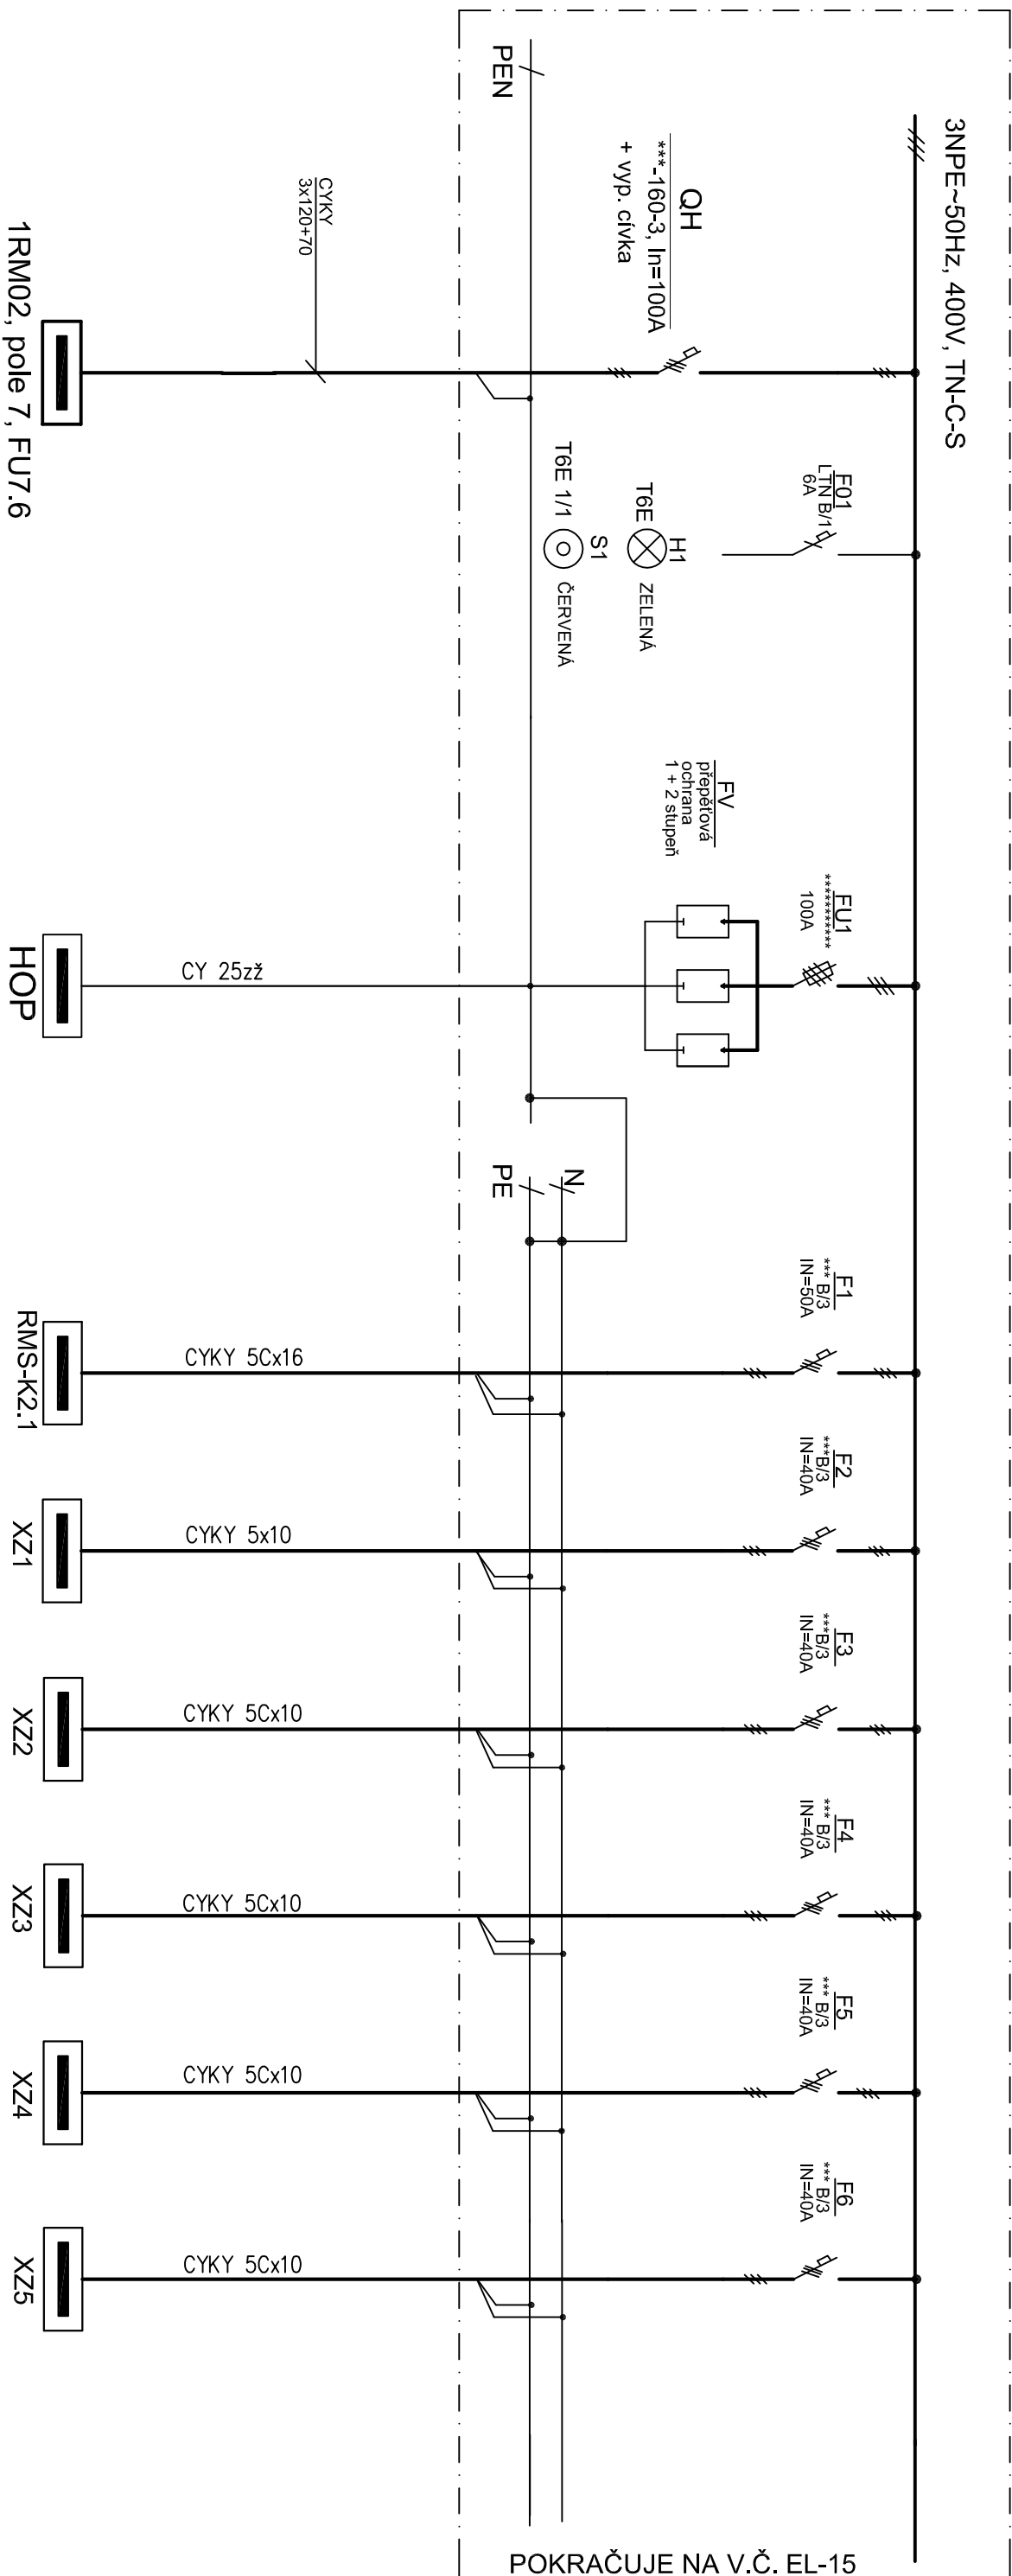 3NPE~50Hz, 400V, TN-C-S
PEN
QH
***-160-3, In=100A
+ vyp. cívka
CYKY
3x120+70
1RM02, pole 7, FU7.6
F01
LTN B/1
6A
H1
T6E
ZELENÁ
S1
T6E 1/1
ČERVENÁ
FV
přepěťová
ochrana
1 + 2 stupeň
FU1
***********
100A
CY 25zž
HOP
N
PE
F1
*** B/3
IN=50A
CYKY 5Cx16
RMS-K2.1
F2
***B/3
IN=40A
CYKY 5x10
XZ1
F3
***B/3
IN=40A
CYKY 5Cx10
XZ2
F4
*** B/3
IN=40A
CYKY 5Cx10
XZ3
F5
*** B/3
IN=40A
CYKY 5Cx10
XZ4
F6
*** B/3
IN=40A
CYKY 5Cx10
XZ5
POKRAČUJE NA V.Č. EL-15